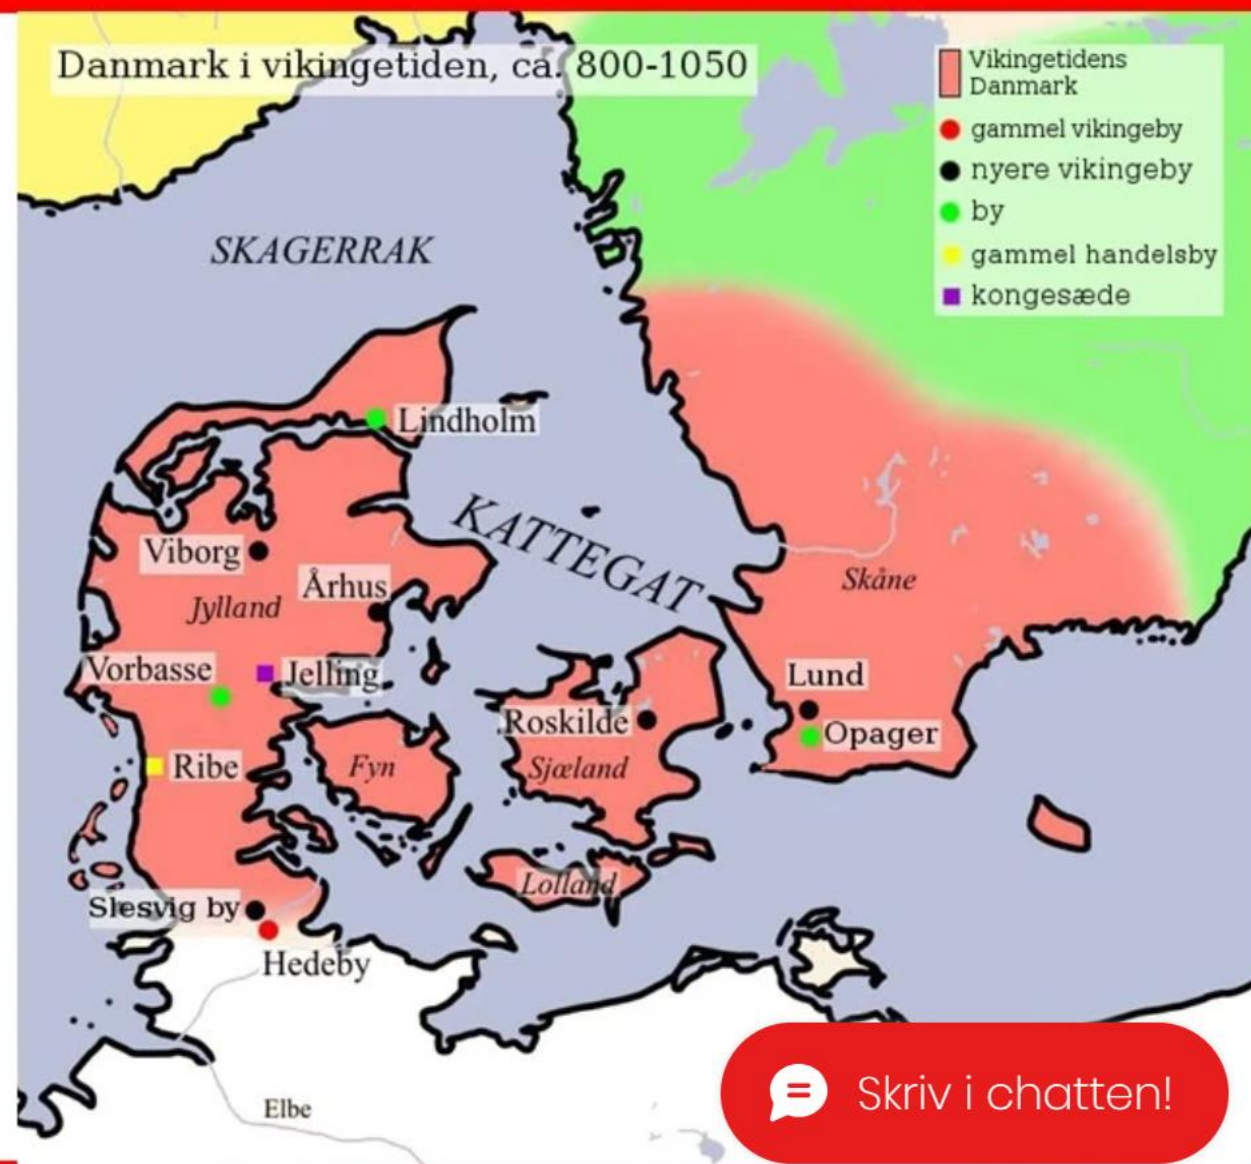 Danmark i vikingetiden, ca. 800-1050
Vikingetidens
Danmark
gammel vikingeby
nyere vikingeby
by
gammel handelsby
kongesæde
SKAGERRAK
Lindholm
KATTEGAT
Viborg
Århus
Jylland
Skåne
Vorbasse
Jelling
Lund
Roskilde
Opager
Ribe
Fyn
Sjæland
Lolland
Slesvig by
Hedeby
Elbe
Skriv i chatten!